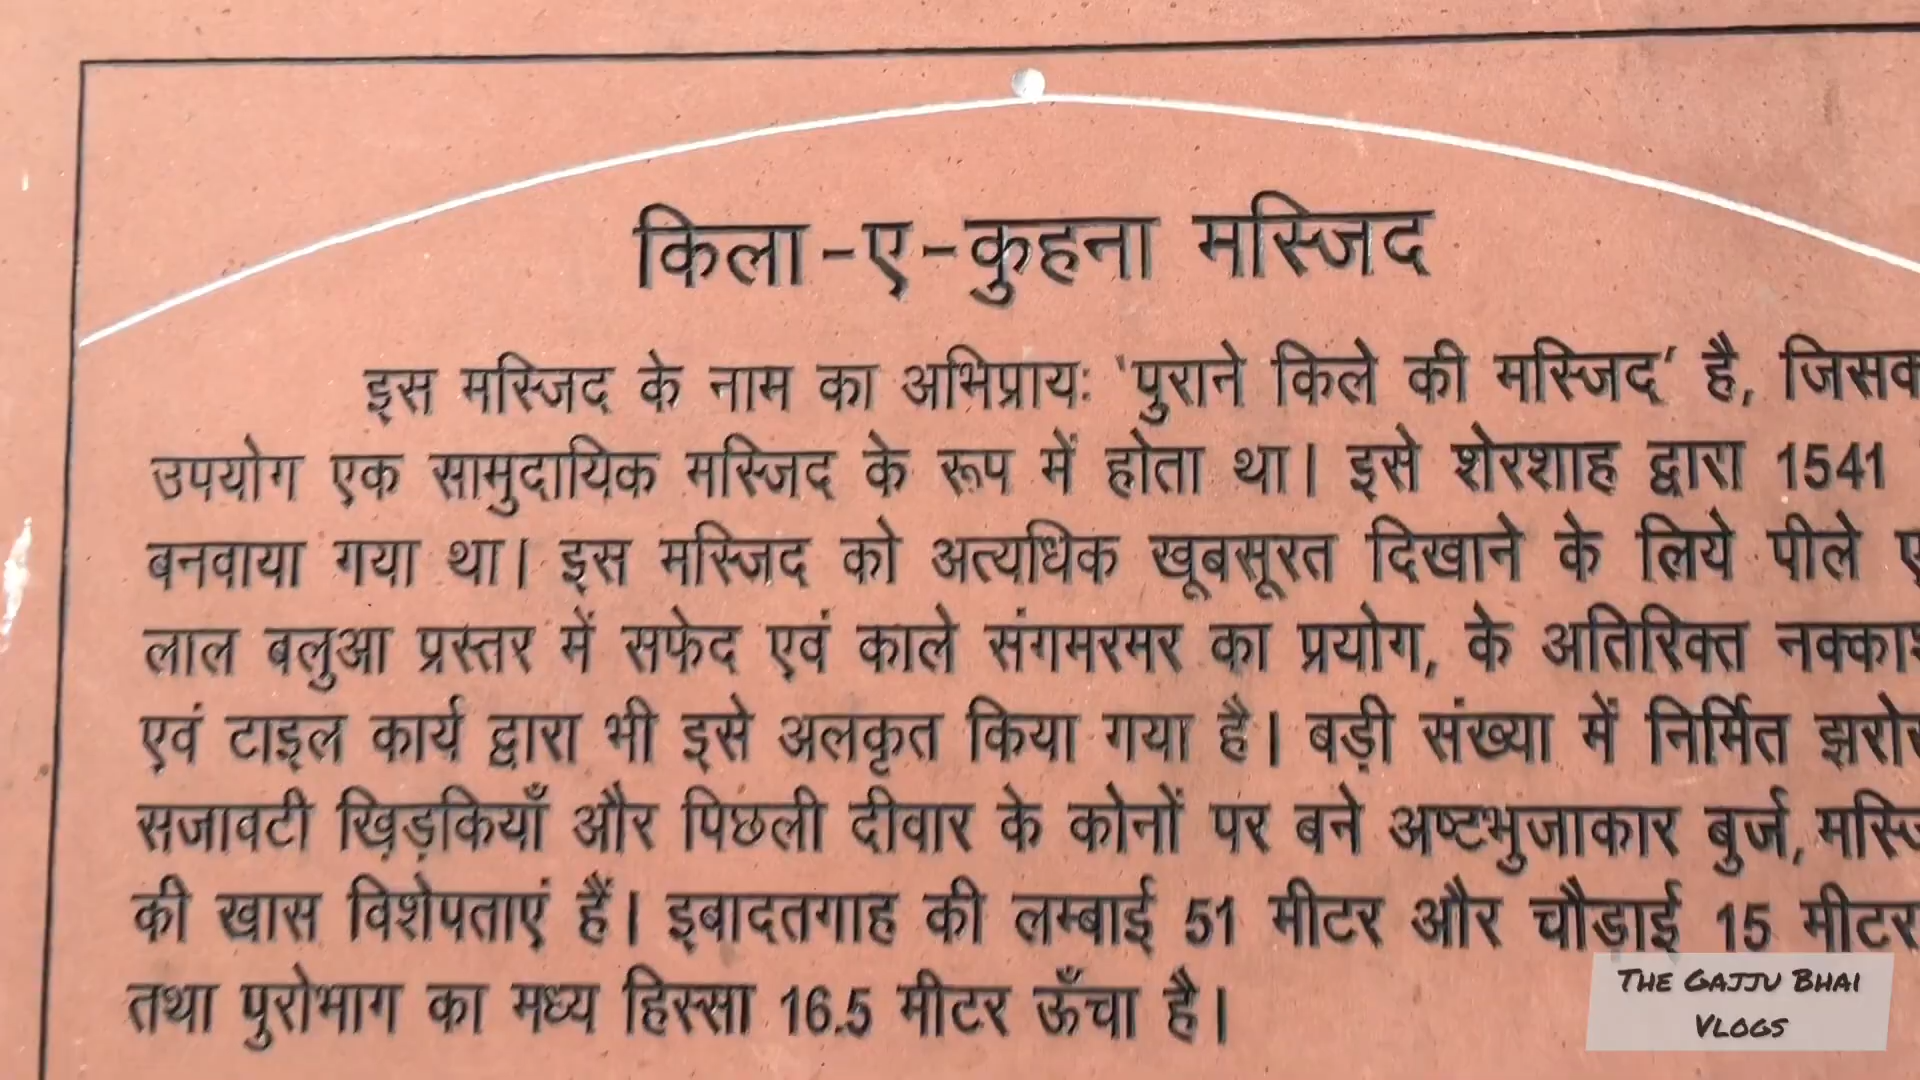 किला-ए-कुहना मस्जिद
इस मस्जिद के नाम का अभिप्रायः 'पुराने किले की मस्जिद' है,
उपयोग एक सामुदायिक मस्जिद के रूप में होता था। इसे शेरशाह द्वारा 1541
बनवाया गया था। इस मस्जिद को अत्यधिक खूबसूरत दिखाने के लिये पीले
लाल बलुआ प्रस्तर में सफेद एवं काले संगमरमर का प्रयोग, के अतिरिक्त
एवं टाइल कार्य द्वारा भी इसे अलकृत किया गया है। बड़ी संख्या में निर्मित
सजावटी खिड़कियाँ और पिछली दीवार के कोनों पर बने अष्टभुजाकार बुर्ज,
की खास विशेषताएं हैं। इबादतगाह की लम्बाई 51 मीटर और चौड़ाई 15 मीटर
तथा पुरोभाग का मध्य हिस्सा 16.5 मीटर ऊँचा है।
The Gajju Bhai
Vlogs